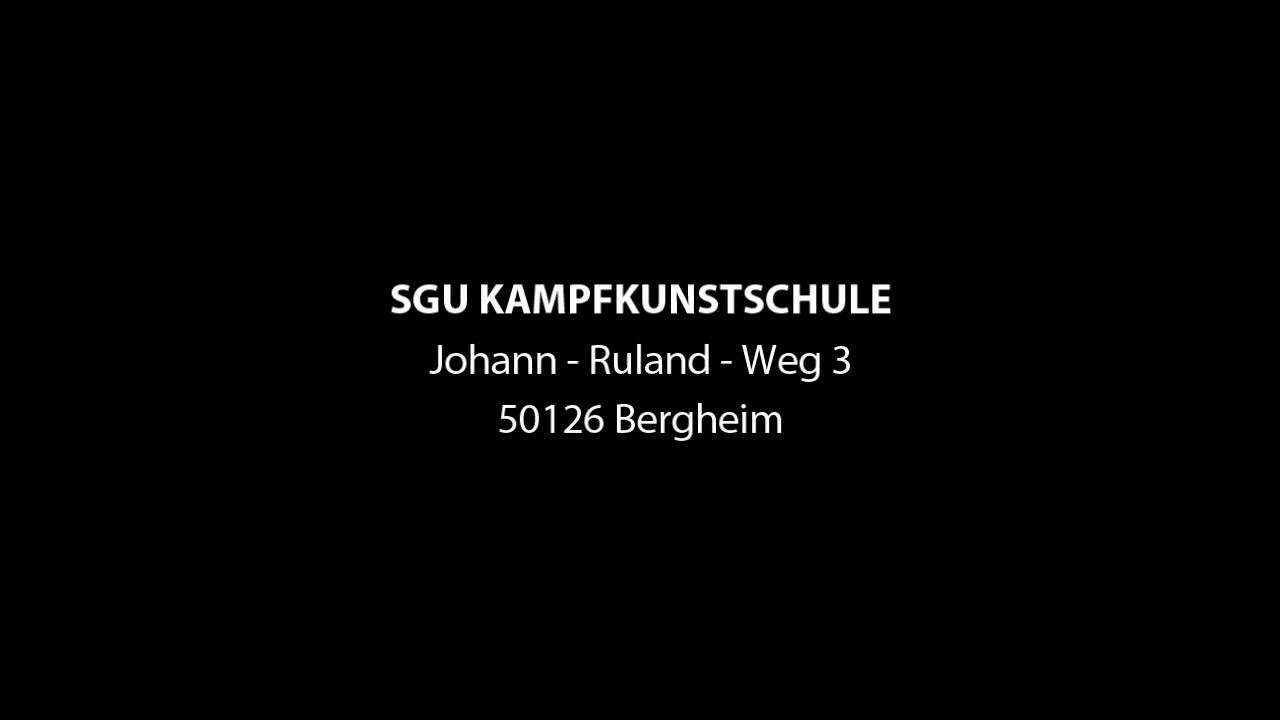 SGU KAMPFKUNSTSCHULE
Johann - Ruland - Weg 3
50126 Bergheim